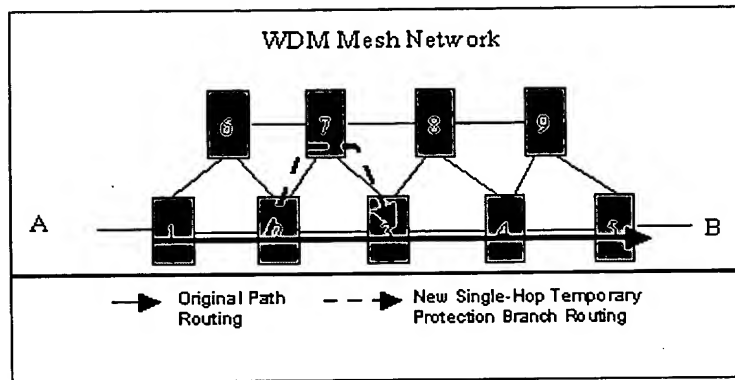 WDM Mesh Network
6 7 8 9
A 1 2 3 4 5 B
Original Path
Routing
New Single-Hop Temporary
Protection Branch Routing